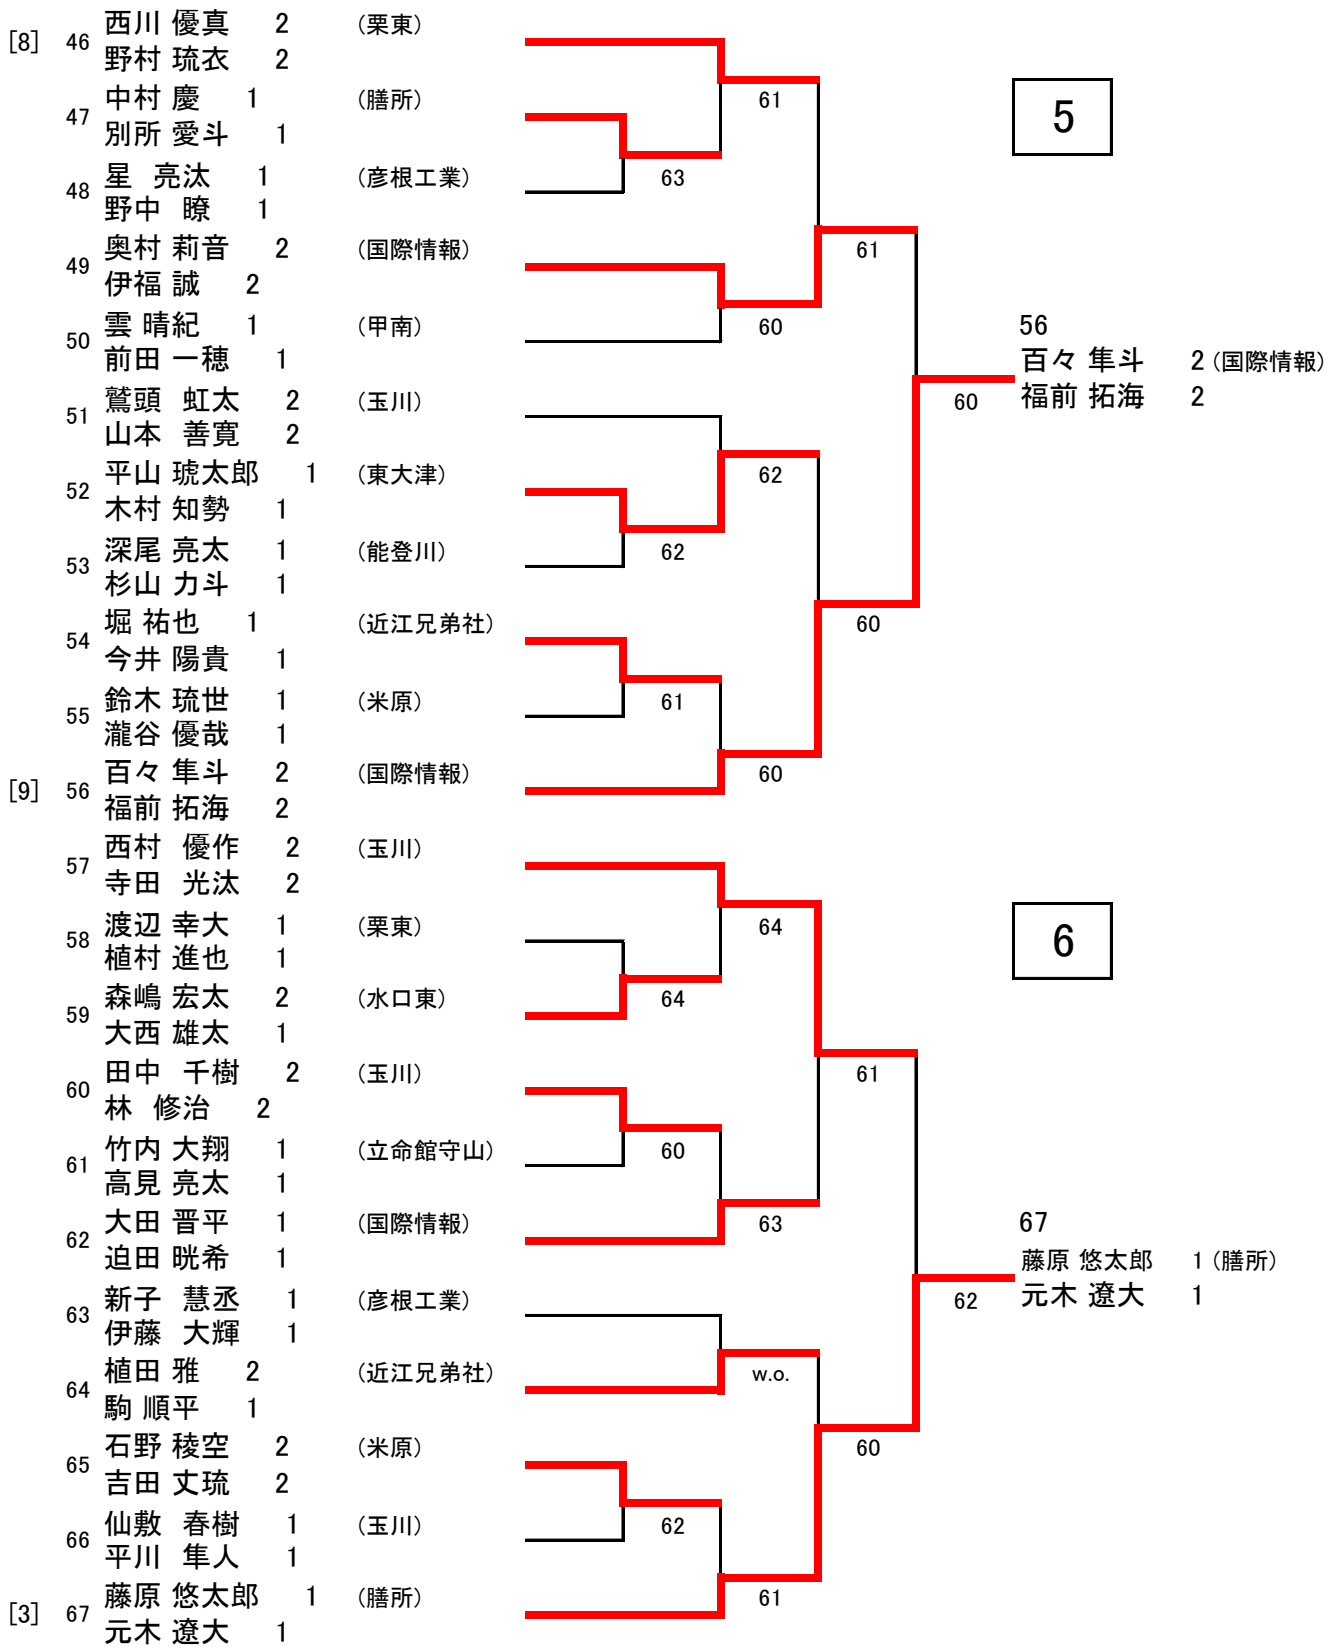 [8] 46 西川 優真 2 (栗東)
野村 琉衣 2
61
5
47 中村 慶 1 (膳所)
別所 愛斗 1
63
48 星 亮汰 1 (彦根工業)
野中 瞭 1
61
49 奥村 莉音 2 (国際情報)
伊福 誠 2
60
50 雲 晴紀 1 (甲南)
前田 一穂 1
56
百々 隼斗 2 (国際情報)
福前 拓海 2
60
51 鷲頭 虹太 2 (玉川)
山本 善寛 2
62
52 平山 琥太郎 1 (東大津)
木村 知勢 1
62
53 深尾 亮太 1 (能登川)
杉山 力斗 1
60
54 堀 祐也 1 (近江兄弟社)
今井 陽貴 1
61
55 鈴木 琉世 1 (米原)
瀧谷 優哉 1
60
[9] 56 百々 隼斗 2 (国際情報)
福前 拓海 2
57 西村 優作 2 (玉川)
寺田 光汰 2
64
6
58 渡辺 幸大 1 (栗東)
植村 進也 1
64
59 森嶋 宏太 2 (水口東)
大西 雄太 1
61
60 田中 千樹 2 (玉川)
林 修治 2
60
61 竹内 大翔 1 (立命館守山)
高見 亮太 1
63
62 大田 晋平 1 (国際情報)
迫田 晄希 1
67
藤原 悠太郎 1 (膳所)
元木 遼大 1
62
63 新子 慧丞 1 (彦根工業)
伊藤 大輝 1
w.o.
64 植田 雅 2 (近江兄弟社)
駒 順平 1
60
65 石野 稜空 2 (米原)
吉田 丈琉 2
62
66 仙敷 春樹 1 (玉川)
平川 隼人 1
61
[3] 67 藤原 悠太郎 1 (膳所)
元木 遼大 1